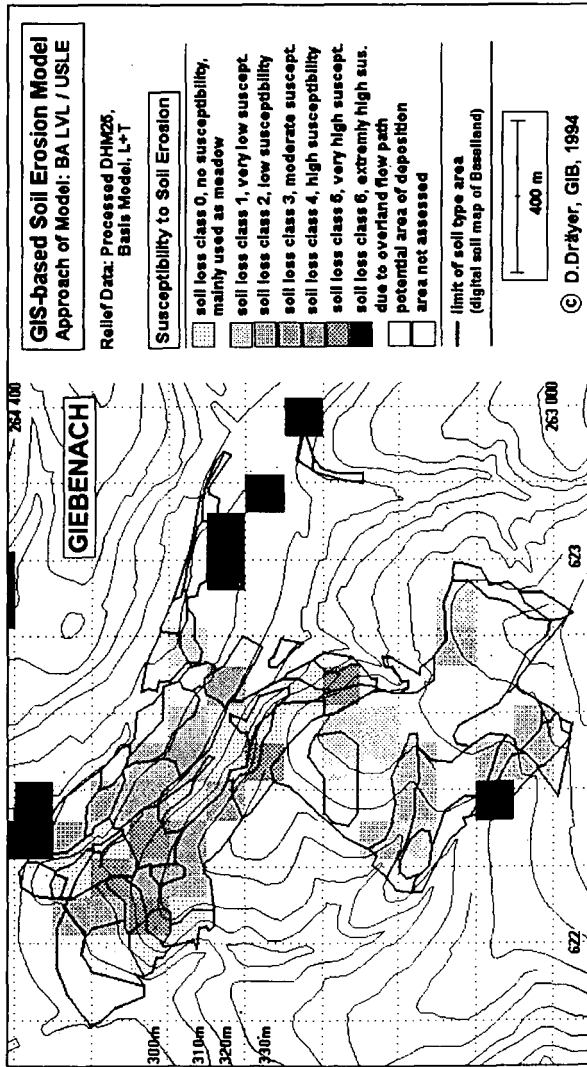 GIS-based Soil Erosion Model
Approach of Model: BA LVL / USLE
Relief Data: Processed DHM25,
Basis Model, L+T
Susceptibility to Soil Erosion
soil loss class 0, no susceptibility,
mainly used as meadow
soil loss class 1, very low suscept.
soil loss class 2, low susceptibility
soil loss class 3, moderate suscept.
soil loss class 4, high susceptibility
soil loss class 5, very high suscept.
soil loss class 6, extremely high sus.
due to overland flow path
potential area of deposition
area not assessed
limit of soil type area
(digital soil map of Baselland)
400 m
© D.Dräyer, GIB, 1994
GIEBENACH
264 400
263 000
623
622
300m
310m
320m
330m